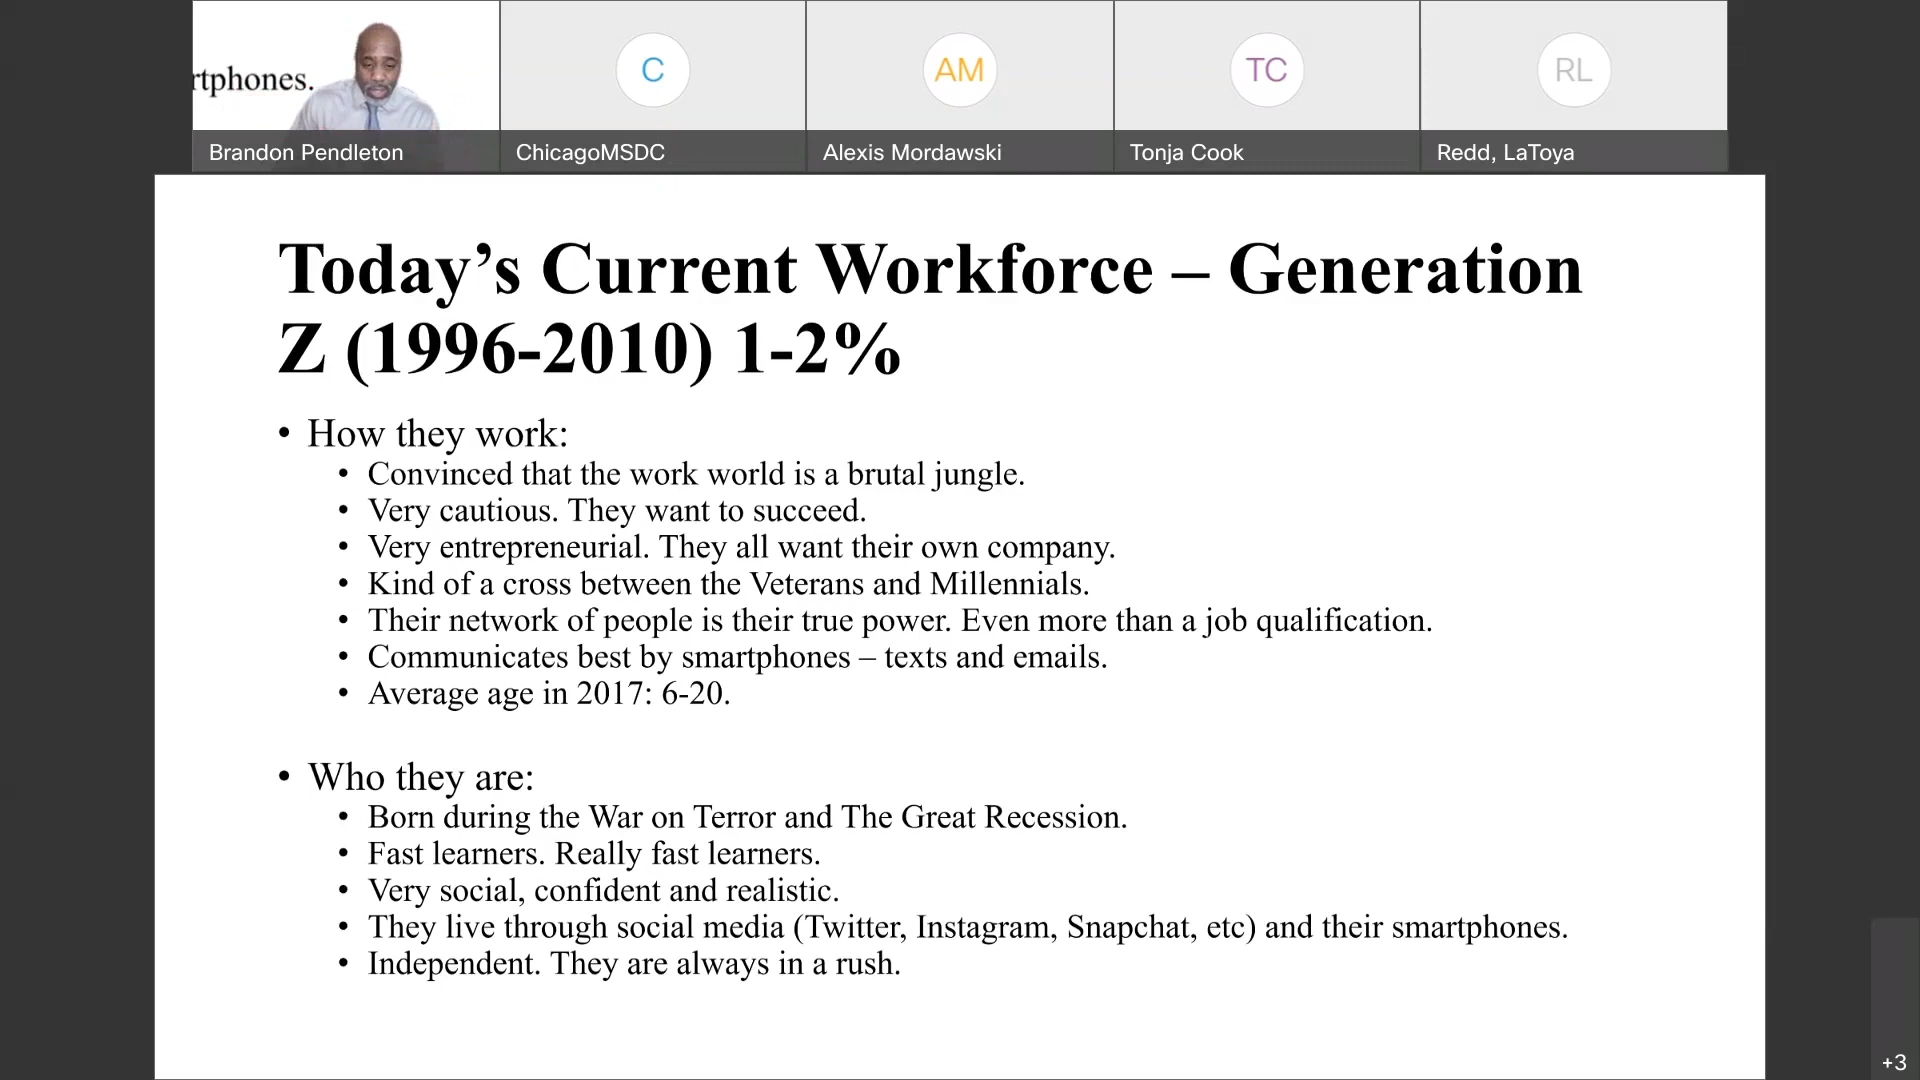 rtphones.
C
AM
TC
RL
Brandon Pendleton
ChicagoMSDC
Alexis Mordawski
Tonja Cook
Redd, LaToya
Today’s Current Workforce – Generation
Z (1996-2010) 1-2%
• How they work:
• Convinced that the work world is a brutal jungle.
• Very cautious. They want to succeed.
• Very entrepreneurial. They all want their own company.
• Kind of a cross between the Veterans and Millennials.
• Their network of people is their true power. Even more than a job qualification.
• Communicates best by smartphones – texts and emails.
• Average age in 2017: 6-20.
• Who they are:
• Born during the War on Terror and The Great Recession.
• Fast learners. Really fast learners.
• Very social, confident and realistic.
• They live through social media (Twitter, Instagram, Snapchat, etc) and their smartphones.
• Independent. They are always in a rush.
+3